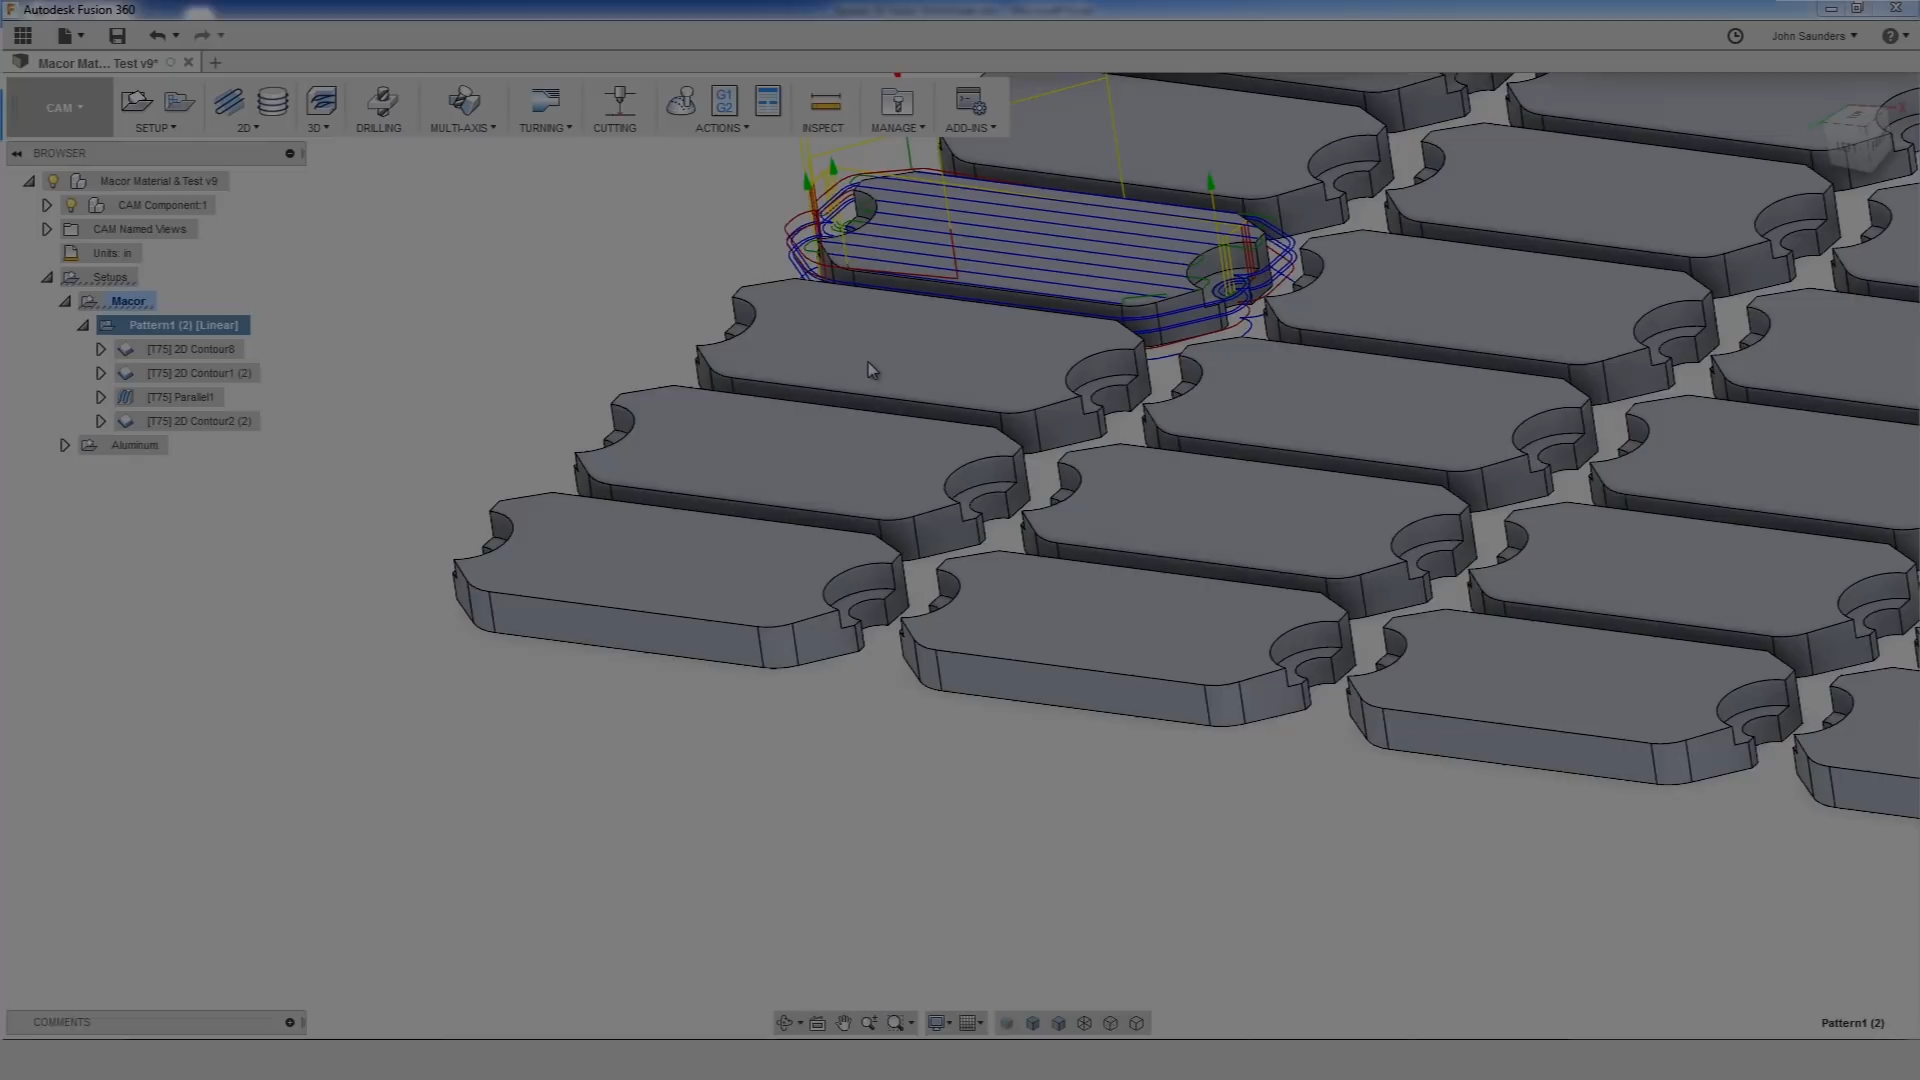 Autodesk Fusion 360
John Saunders
Macor Mat... Test v9*
CAM
G1
G2
SETUP
2D
3D
DRILLING
MULTI-AXIS
TURNING
CUTTING
ACTIONS
INSPECT
MANAGE
ADD-INS
BROWSER
Macor Material & Test v9
CAM Component:1
CAM Named Views
Units: in
Setups
Macor
Pattern1 (2) [Linear]
[T75] 2D Contour8
[T75] 2D Contour1 (2)
[T75] Parallel1
[T75] 2D Contour2 (2)
Aluminum
COMMENTS
Pattern1 (2)